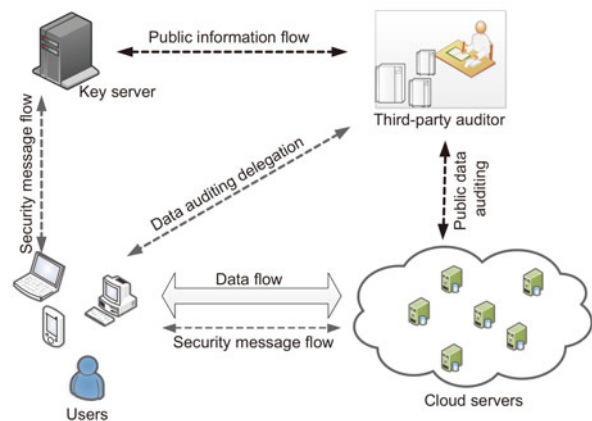 Public information flow
Key server
Third-party auditor
Security message flow
Data auditing delegation
Public data
auditing
Data flow
Security message flow
Users
Cloud servers